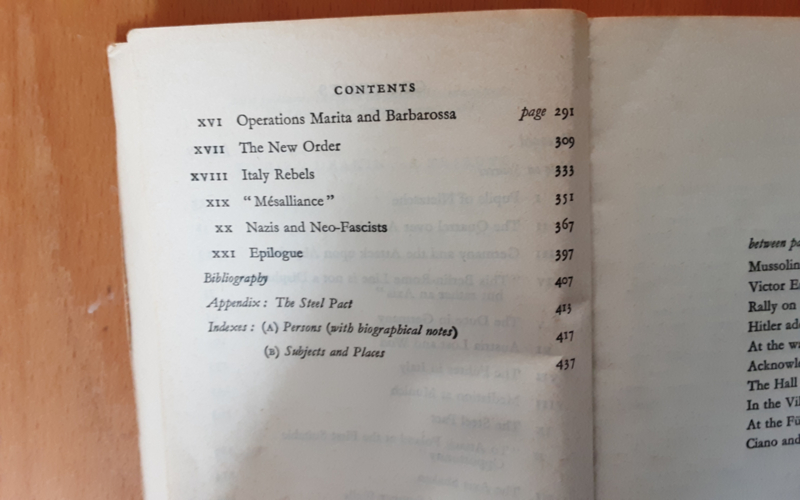 CONTENTS
XVI Operations Marita and Barbarossa page 291
XVII The New Order 309
XVIII Italy Rebels 333
XIX "Mésalliance" 351
XX Nazis and Neo-Fascists 367
XXI Epilogue 397
Bibliography 407
Appendix: The Steel Pact 413
Indexes: (A) Persons (with biographical notes) 417
(B) Subjects and Places 437
between
Mussolin
Victor E
Rally on
Hitler ad
At the wa
Acknowl
The Hall
In the Vi
At the Fü
Ciano and